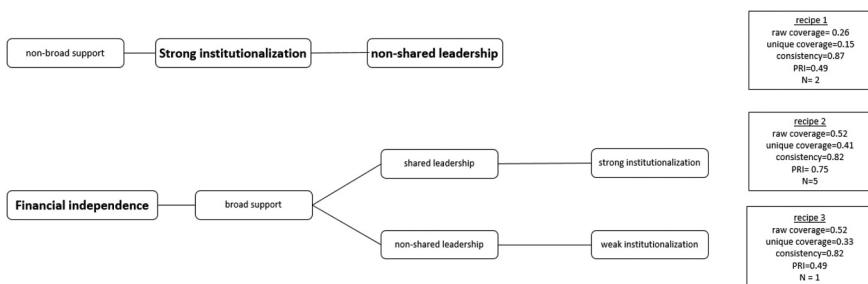 non-broad support
Strong institutionalization
non-shared leadership
recipe 1
raw coverage= 0.26
unique coverage=0.15
consistency=0.87
PRI=0.49
N= 2
Financial independence
broad support
shared leadership
strong institutionalization
recipe 2
raw coverage=0.52
unique coverage=0.41
consistency=0.82
PRI= 0.75
N=5
non-shared leadership
weak institutionalization
recipe 3
raw coverage=0.52
unique coverage=0.33
consistency=0.82
PRI=0.49
N = 1